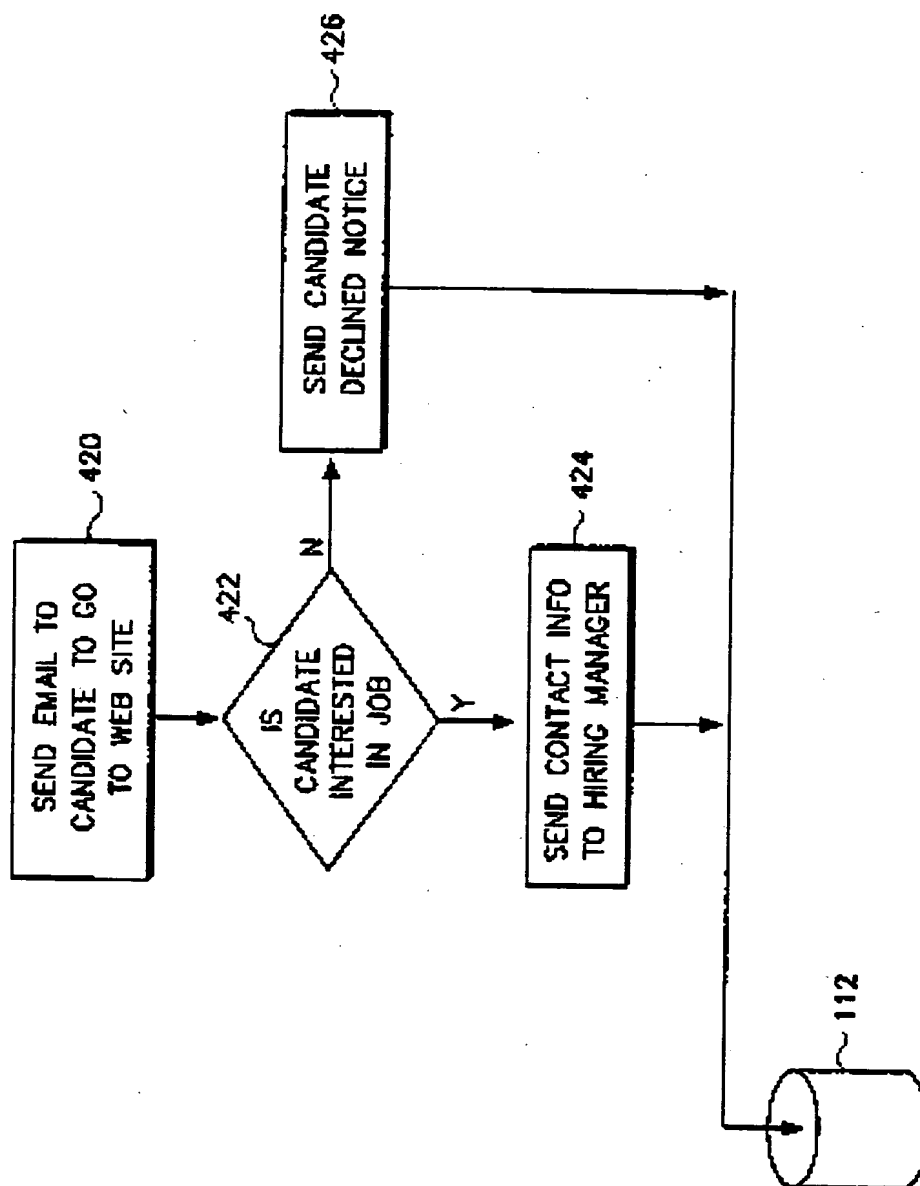 420
SEND EMAIL TO
CANDIDATE TO GO
TO WEB SITE
422
IS
CANDIDATE
INTERESTED
IN JOB
N
Y
426
SEND CANDIDATE
DECLINED NOTICE
424
SEND CONTACT INFO
TO HIRING MANAGER
112